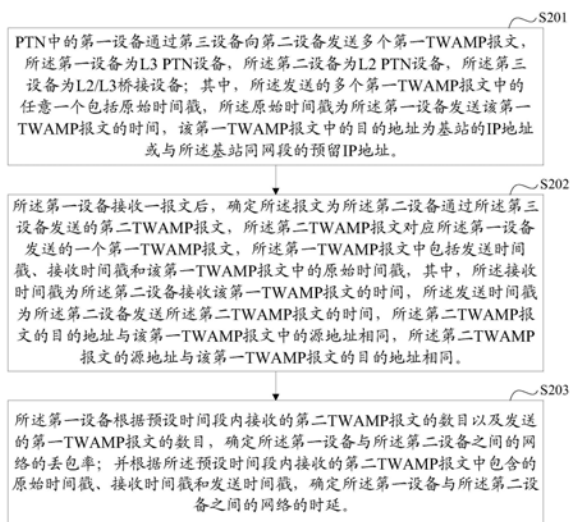 S201
PTN中的第一设备通过第三设备向第二设备发送多个第一TWAMP报文，
所述第一设备为L3 PTN设备，所述第二设备为L2 PTN设备，所述第三
设备为L2/L3桥接设备；其中，所述发送的多个第一TWAMP报文中的
任意一个包括原始时间戳，所述原始时间戳为所述第一设备发送该第一
TWAMP报文的时间，该第一TWAMP报文中的目的地址为基站的IP地址
或与所述基站同网段的预留IP地址。
S202
所述第一设备接收一报文后，确定所述报文为所述第二设备通过所述第三
设备发送的第二TWAMP报文，所述第二TWAMP报文对应所述第一设备
发送的一个第一TWAMP报文，所述第一TWAMP报文中包括发送时间
戳、接收时间戳和该第一TWAMP报文中的原始时间戳，其中，所述接收
时间戳为所述第二设备接收该第一TWAMP报文的时间，所述发送时间戳
为所述第二设备发送所述第二TWAMP报文的时间，所述第二TWAMP报
文的目的地址与该第一TWAMP报文中的源地址相同，所述第二TWAMP
报文的源地址与该第一TWAMP报文的目的地址相同。
S203
所述第一设备根据预设时间段内接收的第二TWAMP报文的数目以及发送
的第一TWAMP报文的数目，确定所述第一设备与所述第二设备之间的网
络的丢包率；并根据所述预设时间段内接收的第二TWAMP报文中包含的
原始时间戳、接收时间戳和发送时间戳，确定所述第一设备与所述第二设
备之间的网络的时延。